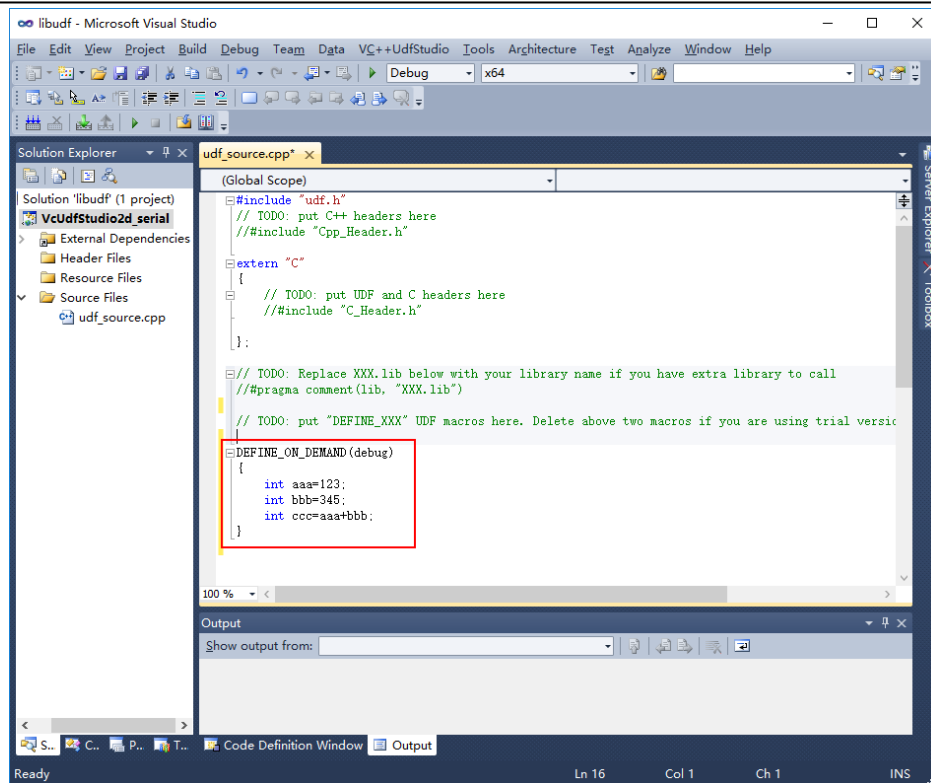 libudf - Microsoft Visual Studio
File Edit View Project Build Debug Team Data VC++UdfStudio Tools Architecture Test Analyze Window Help
Debug x64
Solution Explorer
udf_source.cpp*
(Global Scope)
Solution 'libudf' (1 project)
VcUdfStudio2d_serial
External Dependencies
Header Files
Resource Files
Source Files
udf_source.cpp
#include "udf.h"
// TODO: put C++ headers here
//#include "Cpp_Header.h"
extern "C"
{
// TODO: put UDF and C headers here
//#include "C_Header.h"
};
// TODO: Replace XXX.lib below with your library name if you have extra library to call
//#pragma comment(lib, "XXX.lib")
// TODO: put "DEFINE_XXX" UDF macros here. Delete above two macros if you are using trial versic
DEFINE_ON_DEMAND(debug)
{
int aaa=123;
int bbb=345;
int ccc=aaa+bbb;
}
100 %
Output
Show output from:
Server Explorer
Toolbox
S... C... P... T...
Code Definition Window Output
Ready Ln 16 Col 1 Ch 1 INS